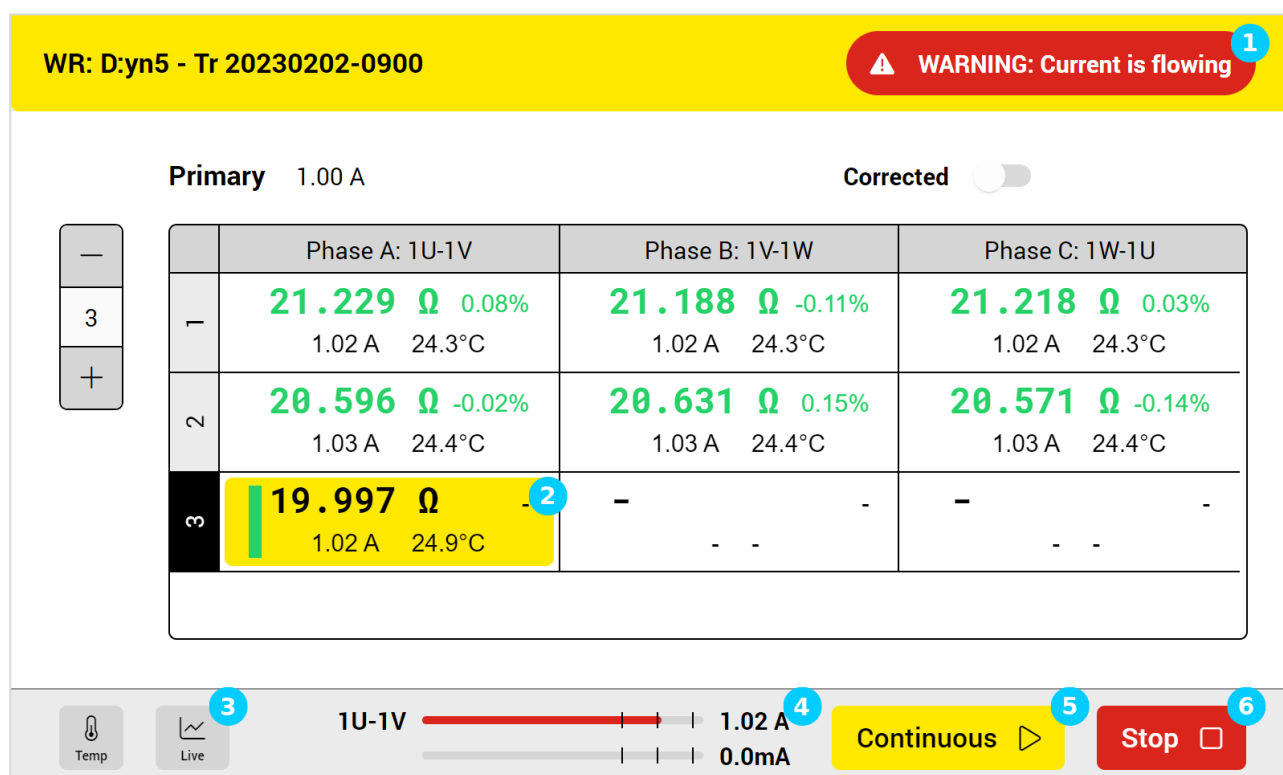 WR: D:yn5 - Tr 20230202-0900
WARNING: Current is flowing 1
Primary 1.00 A
Corrected
Phase A: 1U-1V Phase B: 1V-1W Phase C: 1W-1U
1 21.229 Ω 0.08% 21.188 Ω -0.11% 21.218 Ω 0.03%
1.02 A 24.3°C 1.02 A 24.3°C 1.02 A 24.3°C
2 20.596 Ω -0.02% 20.631 Ω 0.15% 20.571 Ω -0.14%
1.03 A 24.4°C 1.03 A 24.4°C 1.03 A 24.4°C
3 19.997 Ω - 2 - - - -
1.02 A 24.9°C - - - -
—
3
+
Temp
Live 3
1U-1V 1.02 A 4
0.0mA
Continuous 5
Stop 6